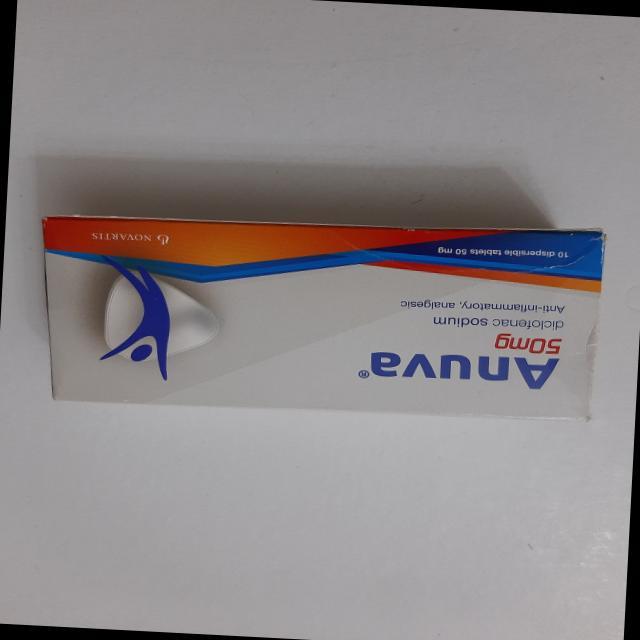 Anuva®
50mg
diclofenac sodium
Anti-inflammatory, analgesic
10 dispersible tablets 50 mg
NOVARTIS